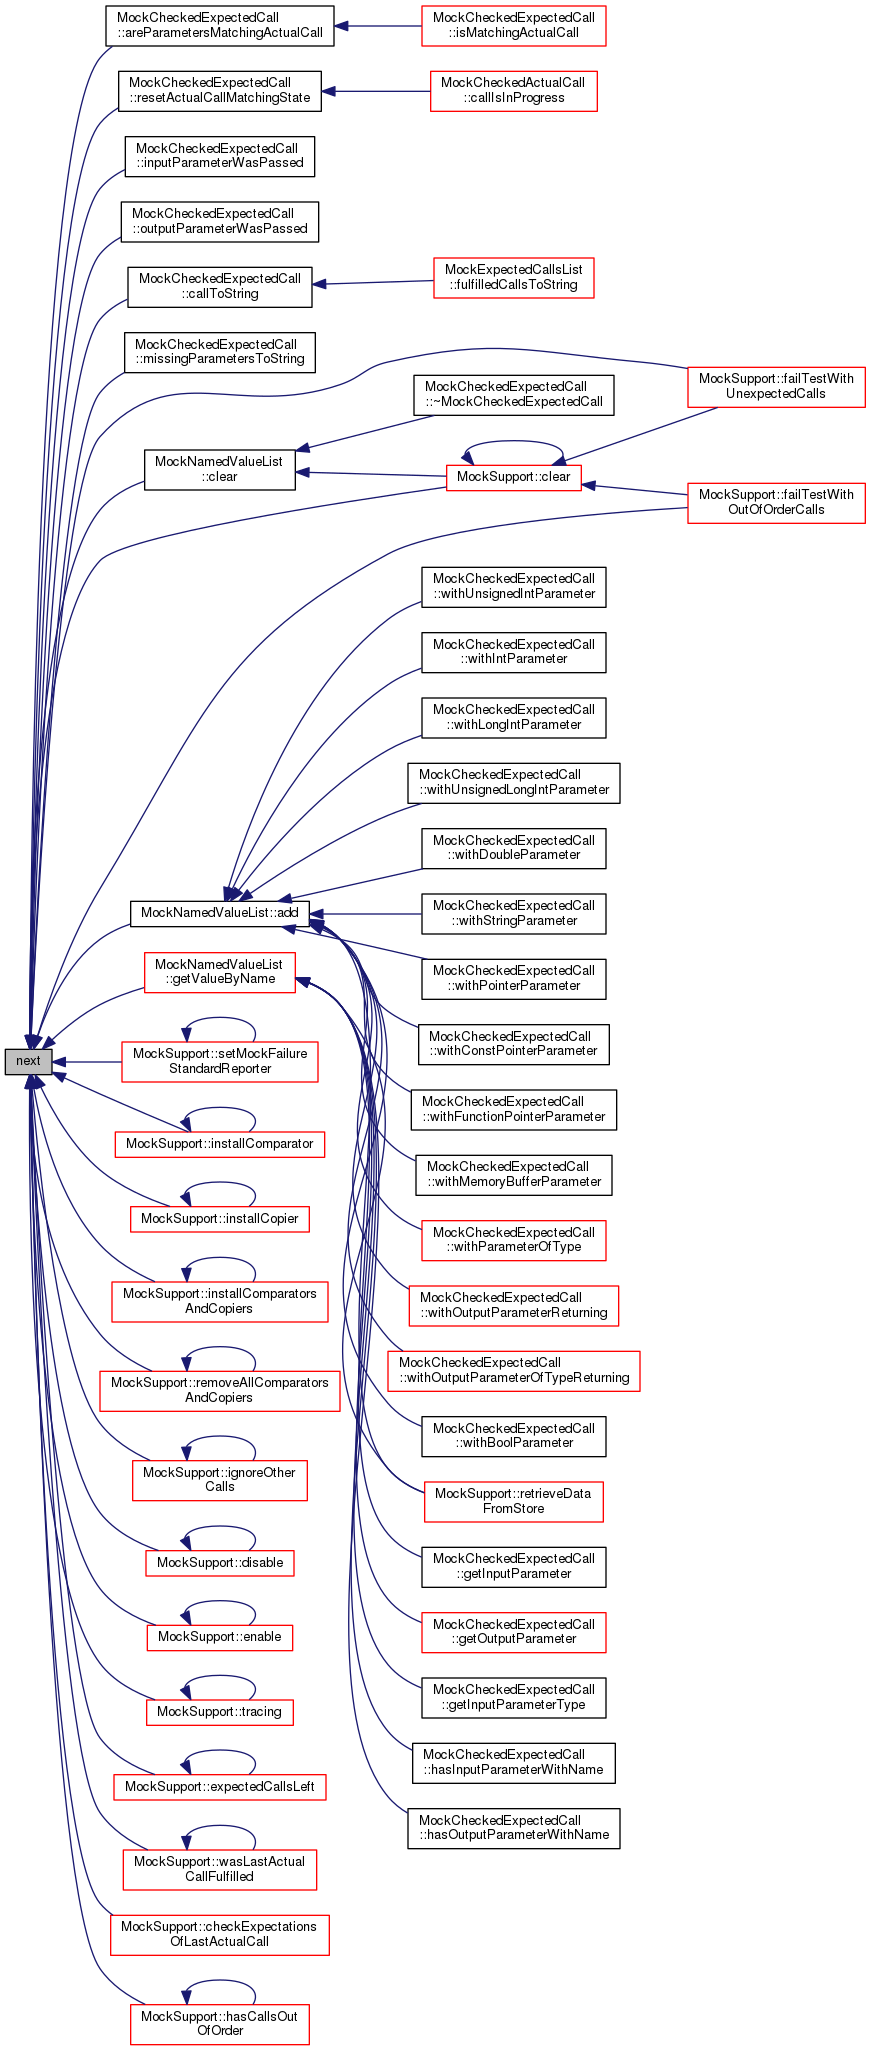 MockCheckedExpectedCall
::areParametersMatchingActualCall
MockCheckedExpectedCall
::isMatchingActualCall
MockCheckedExpectedCall
::resetActualCallMatchingState
MockCheckedActualCall
::callIsInProgress
MockCheckedExpectedCall
::inputParameterWasPassed
MockCheckedExpectedCall
::outputParameterWasPassed
MockCheckedExpectedCall
::callToString
MockExpectedCallsList
::fulfilledCallsToString
MockCheckedExpectedCall
::missingParametersToString
MockSupport::failTestWith
UnexpectedCalls
MockCheckedExpectedCall
::~MockCheckedExpectedCall
MockNamedValueList
::clear
MockSupport::clear
MockSupport::failTestWith
OutOfOrderCalls
MockCheckedExpectedCall
::withUnsignedIntParameter
MockCheckedExpectedCall
::withIntParameter
MockCheckedExpectedCall
::withLongIntParameter
MockCheckedExpectedCall
::withUnsignedLongIntParameter
MockCheckedExpectedCall
::withDoubleParameter
MockNamedValueList::add
MockCheckedExpectedCall
::withStringParameter
MockNamedValueList
::getValueByName
MockCheckedExpectedCall
::withPointerParameter
next
MockSupport::setMockFailure
StandardReporter
MockCheckedExpectedCall
::withConstPointerParameter
MockCheckedExpectedCall
::withFunctionPointerParameter
MockSupport::installComparator
MockCheckedExpectedCall
::withMemoryBufferParameter
MockSupport::installCopier
MockCheckedExpectedCall
::withParameterOfType
MockSupport::installComparators
AndCopiers
MockCheckedExpectedCall
::withOutputParameterReturning
MockSupport::removeAllComparators
AndCopiers
MockCheckedExpectedCall
::withOutputParameterOfTypeReturning
MockCheckedExpectedCall
::withBoolParameter
MockSupport::ignoreOther
Calls
MockSupport::retrieveData
FromStore
MockSupport::disable
MockCheckedExpectedCall
::getInputParameter
MockSupport::enable
MockCheckedExpectedCall
::getOutputParameter
MockSupport::tracing
MockCheckedExpectedCall
::getInputParameterType
MockSupport::expectedCallsLeft
MockCheckedExpectedCall
::hasInputParameterWithName
MockCheckedExpectedCall
::hasOutputParameterWithName
MockSupport::wasLastActual
CallFulfilled
MockSupport::checkExpectations
OfLastActualCall
MockSupport::hasCallsOut
OfOrder